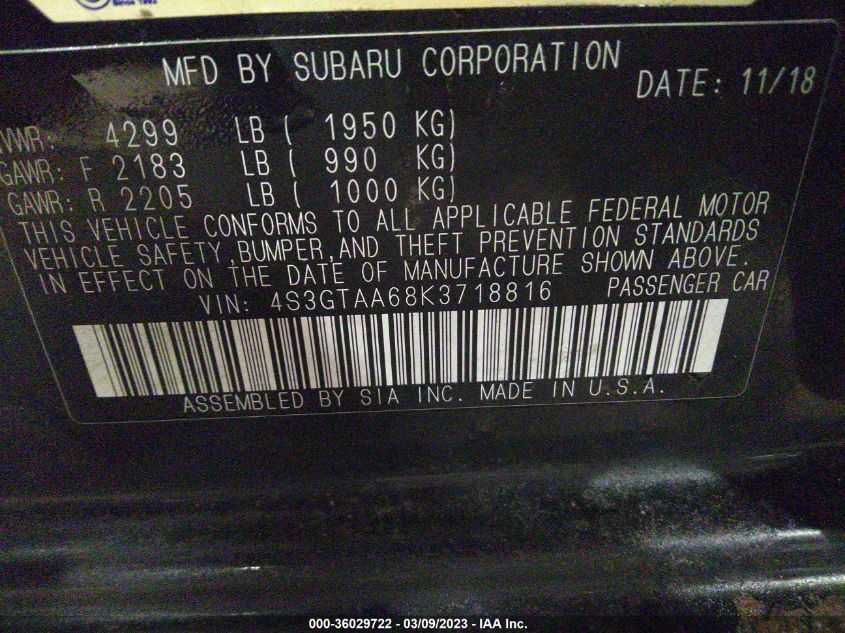 Since 1982
MFD BY SUBARU CORPORATION
DATE: 11/18
VWR: 4299 LB ( 1950 KG)
GAWR: F 2183 LB ( 990 KG)
GAWR: R 2205 LB ( 1000 KG)
THIS VEHICLE CONFORMS TO ALL APPLICABLE FEDERAL MOTOR
VEHICLE SAFETY, BUMPER, AND THEFT PREVENTION STANDARDS
IN EFFECT ON THE DATE OF MANUFACTURE SHOWN ABOVE.
VIN: 4S3GTAA68K3718816 PASSENGER CAR
ASSEMBLED BY SIA INC. MADE IN U.S.A.
000-36029722 - 03/09/2023 - IAA Inc.